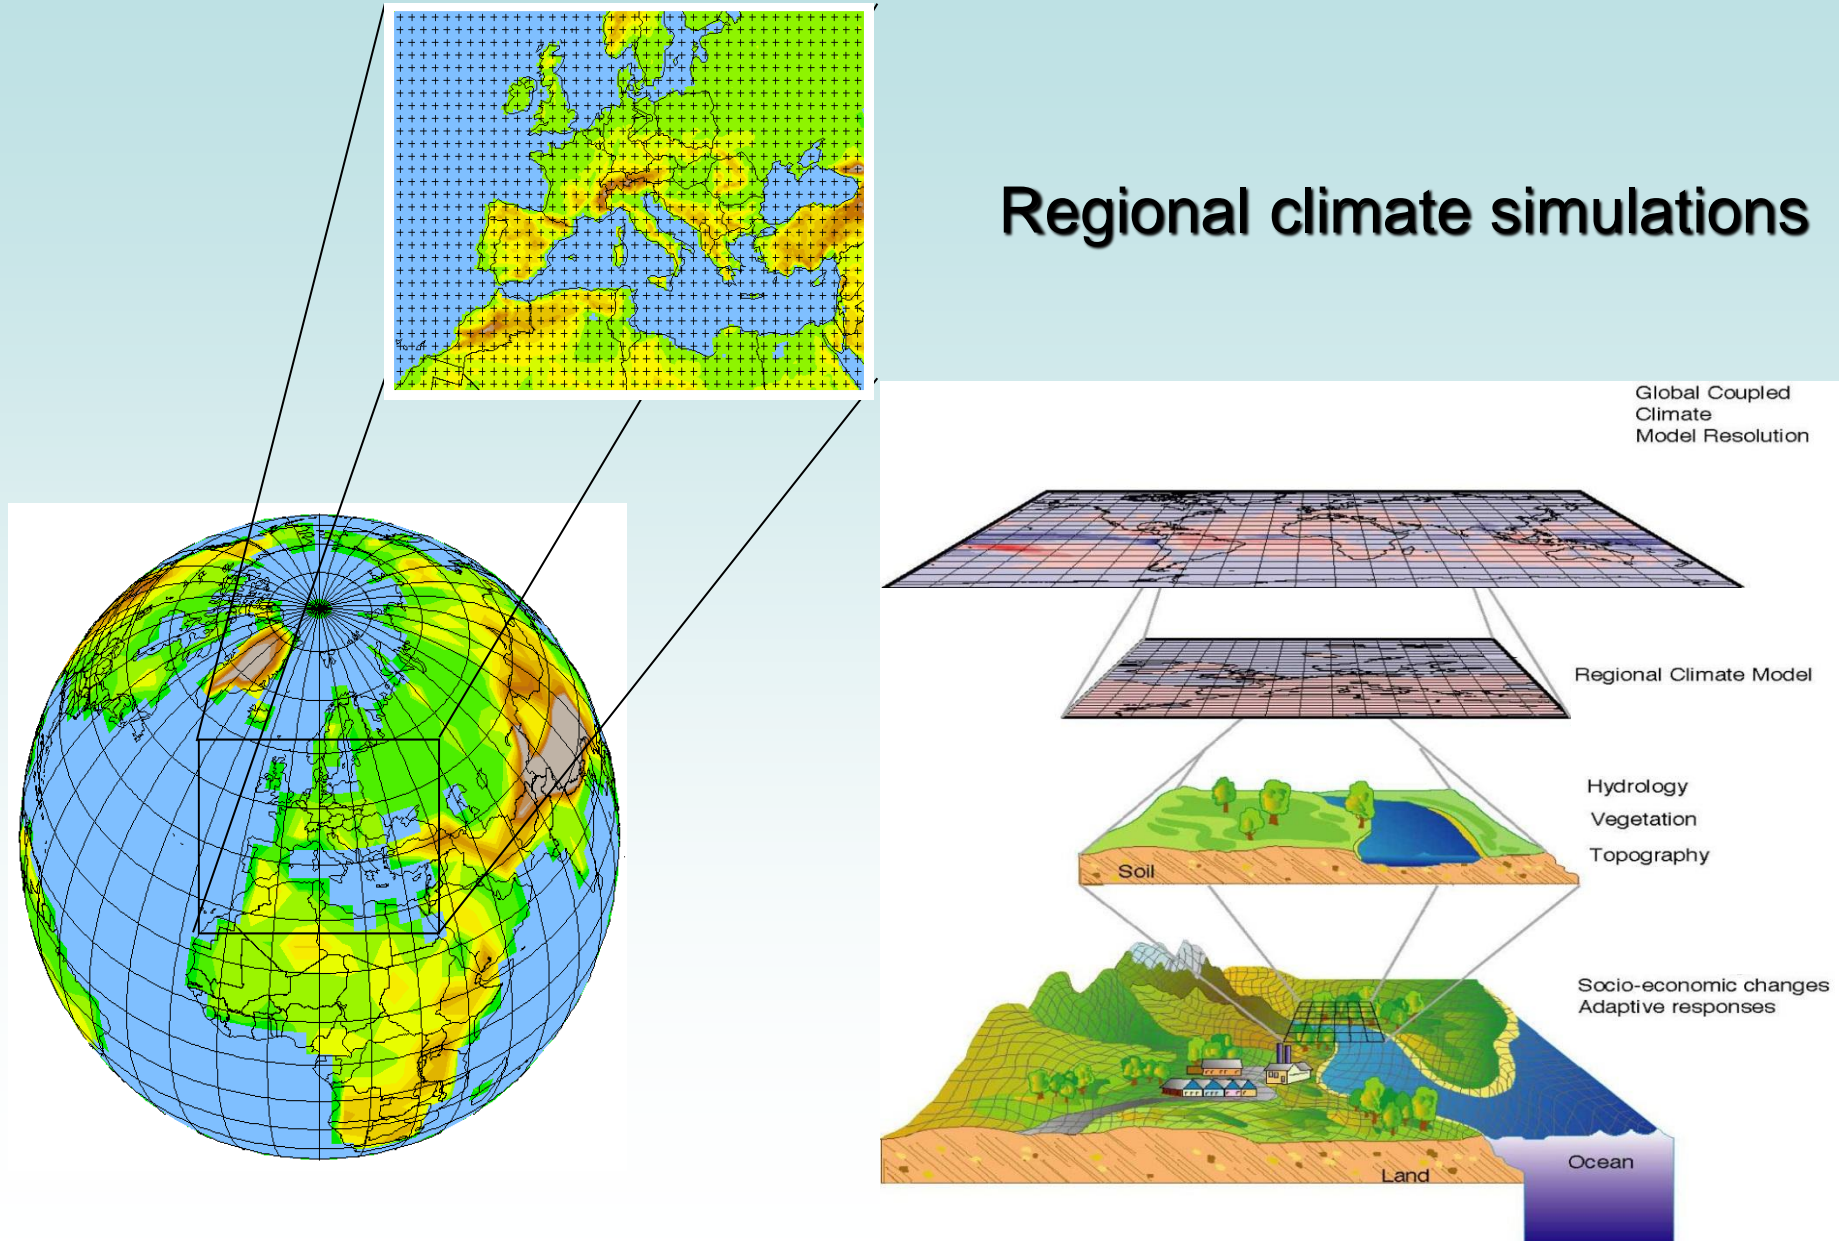 Regional climate simulations
Global Coupled
Climate
Model Resolution
Regional Climate Model
Hydrology
Vegetation
Topography
Soil
Socio-economic changes
Adaptive responses
Ocean
Land